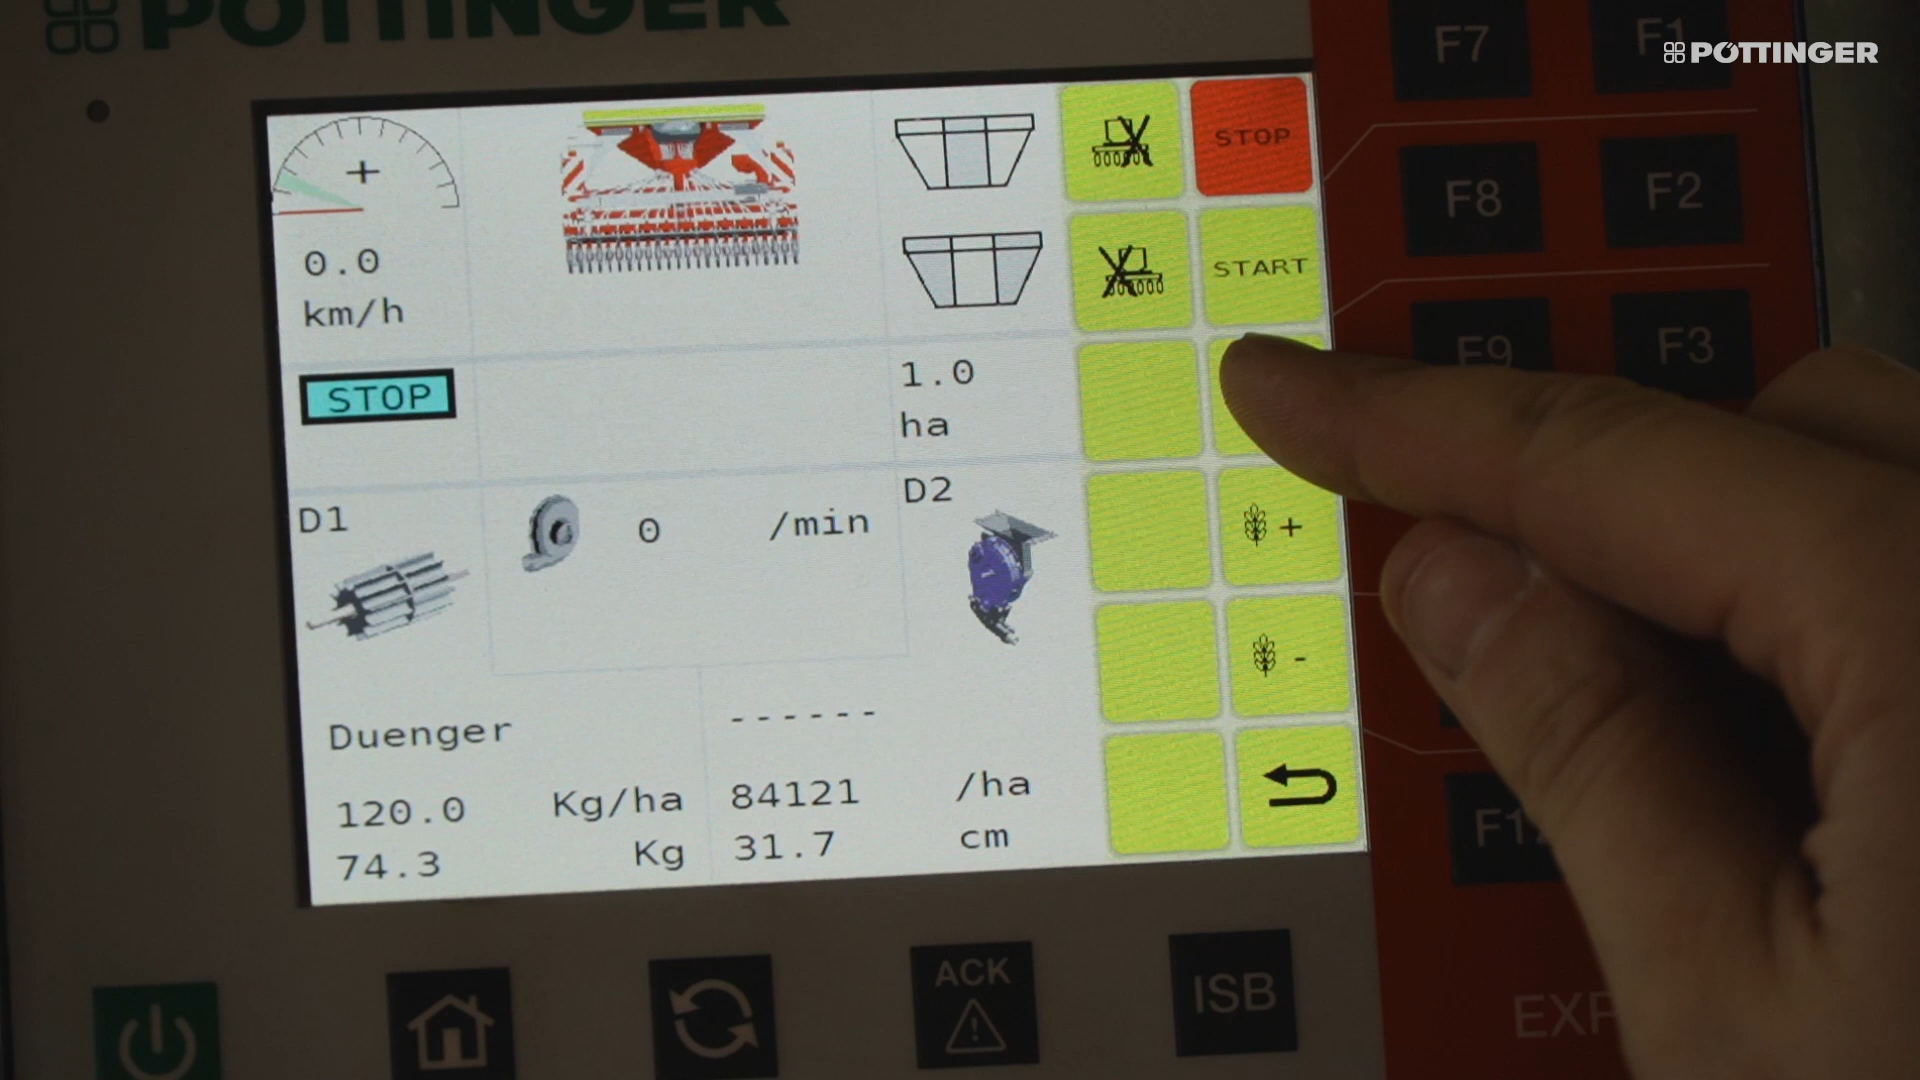 PÖTTINGER
F7
F1
PÖTTINGER
STOP
F8
F2
0.0
km/h
START
F9
F3
STOP
1.0
ha
D1
0 /min
D2
+
-
Duenger
------
120.0 Kg/ha
84121 /ha
74.3 Kg
31.7 cm
ACK
ISB